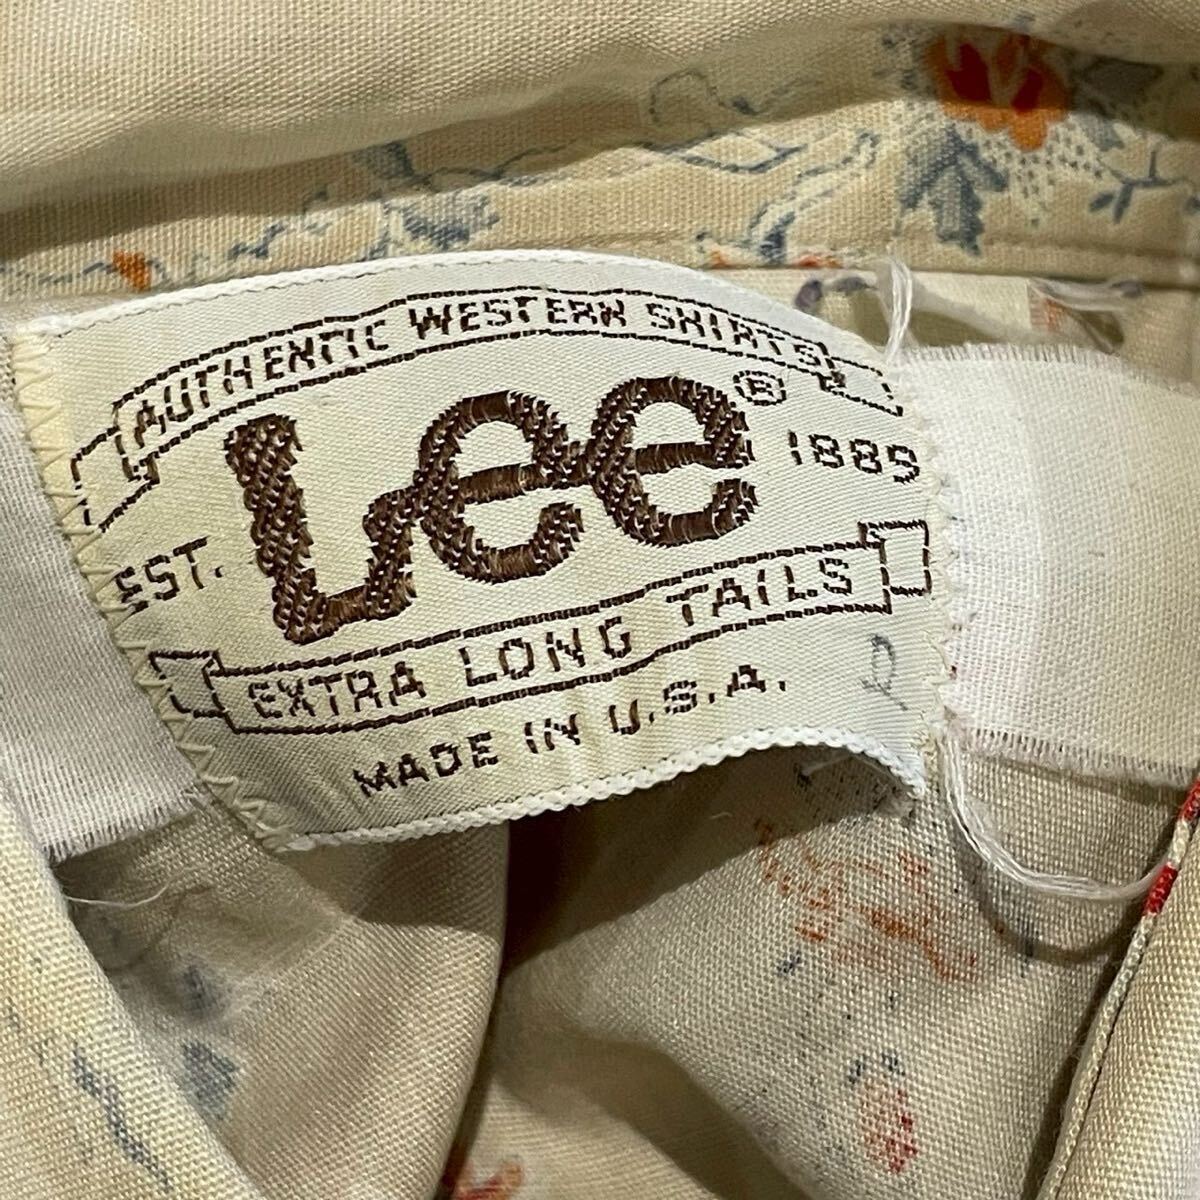 AUTHENTIC WESTERN SHIRTS
Lee®
EST. 1889
EXTRA LONG TAILS
MADE IN U.S.A.